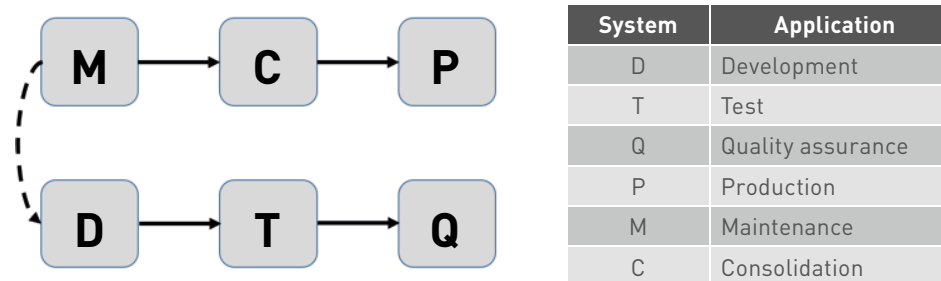 M C P
D T Q
System Application
D Development
T Test
Q Quality assurance
P Production
M Maintenance
C Consolidation